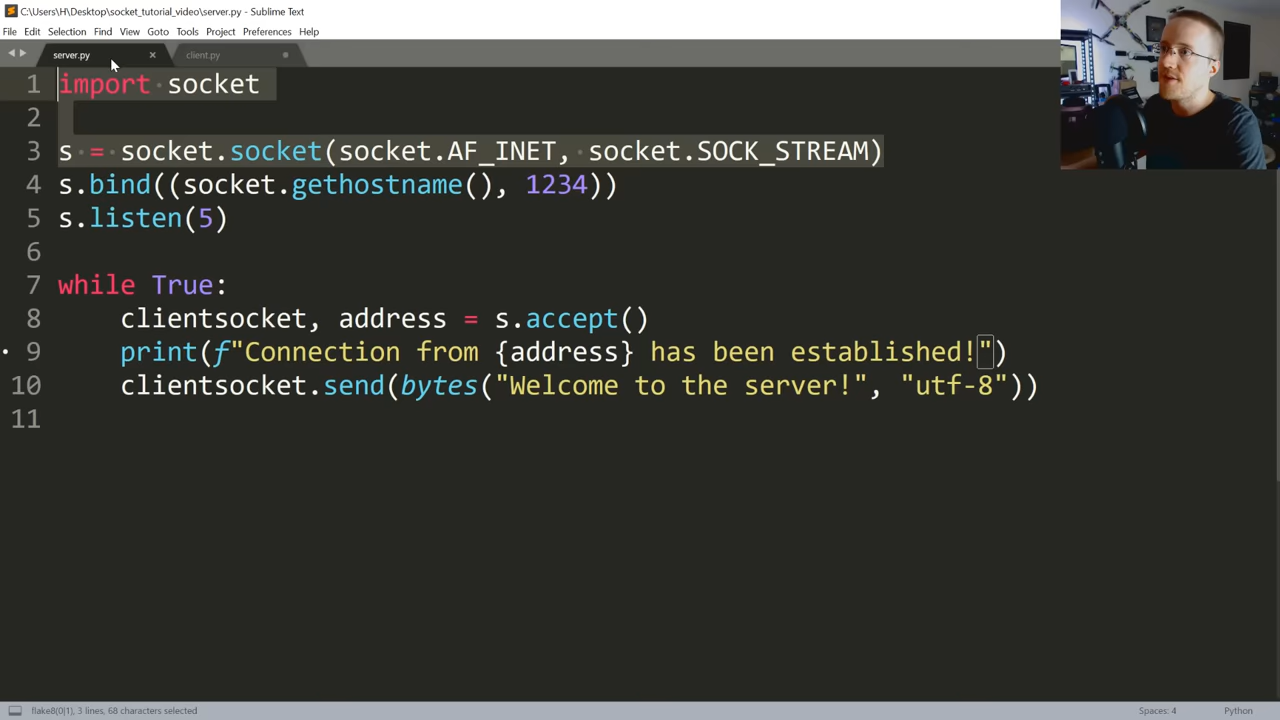 C:\Users\H\Desktop\socket_tutorial_video\server.py - Sublime Text
File Edit Selection Find View Goto Tools Project Preferences Help
server.py client.py
1 import socket
2
3 s = socket.socket(socket.AF_INET, socket.SOCK_STREAM)
4 s.bind((socket.gethostname(), 1234))
5 s.listen(5)
6
7 while True:
8 clientsocket, address = s.accept()
9 print(f"Connection from {address} has been established!")
10 clientsocket.send(bytes("Welcome to the server!", "utf-8"))
11
flake8(0|1), 3 lines, 68 characters selected Spaces: 4 Python